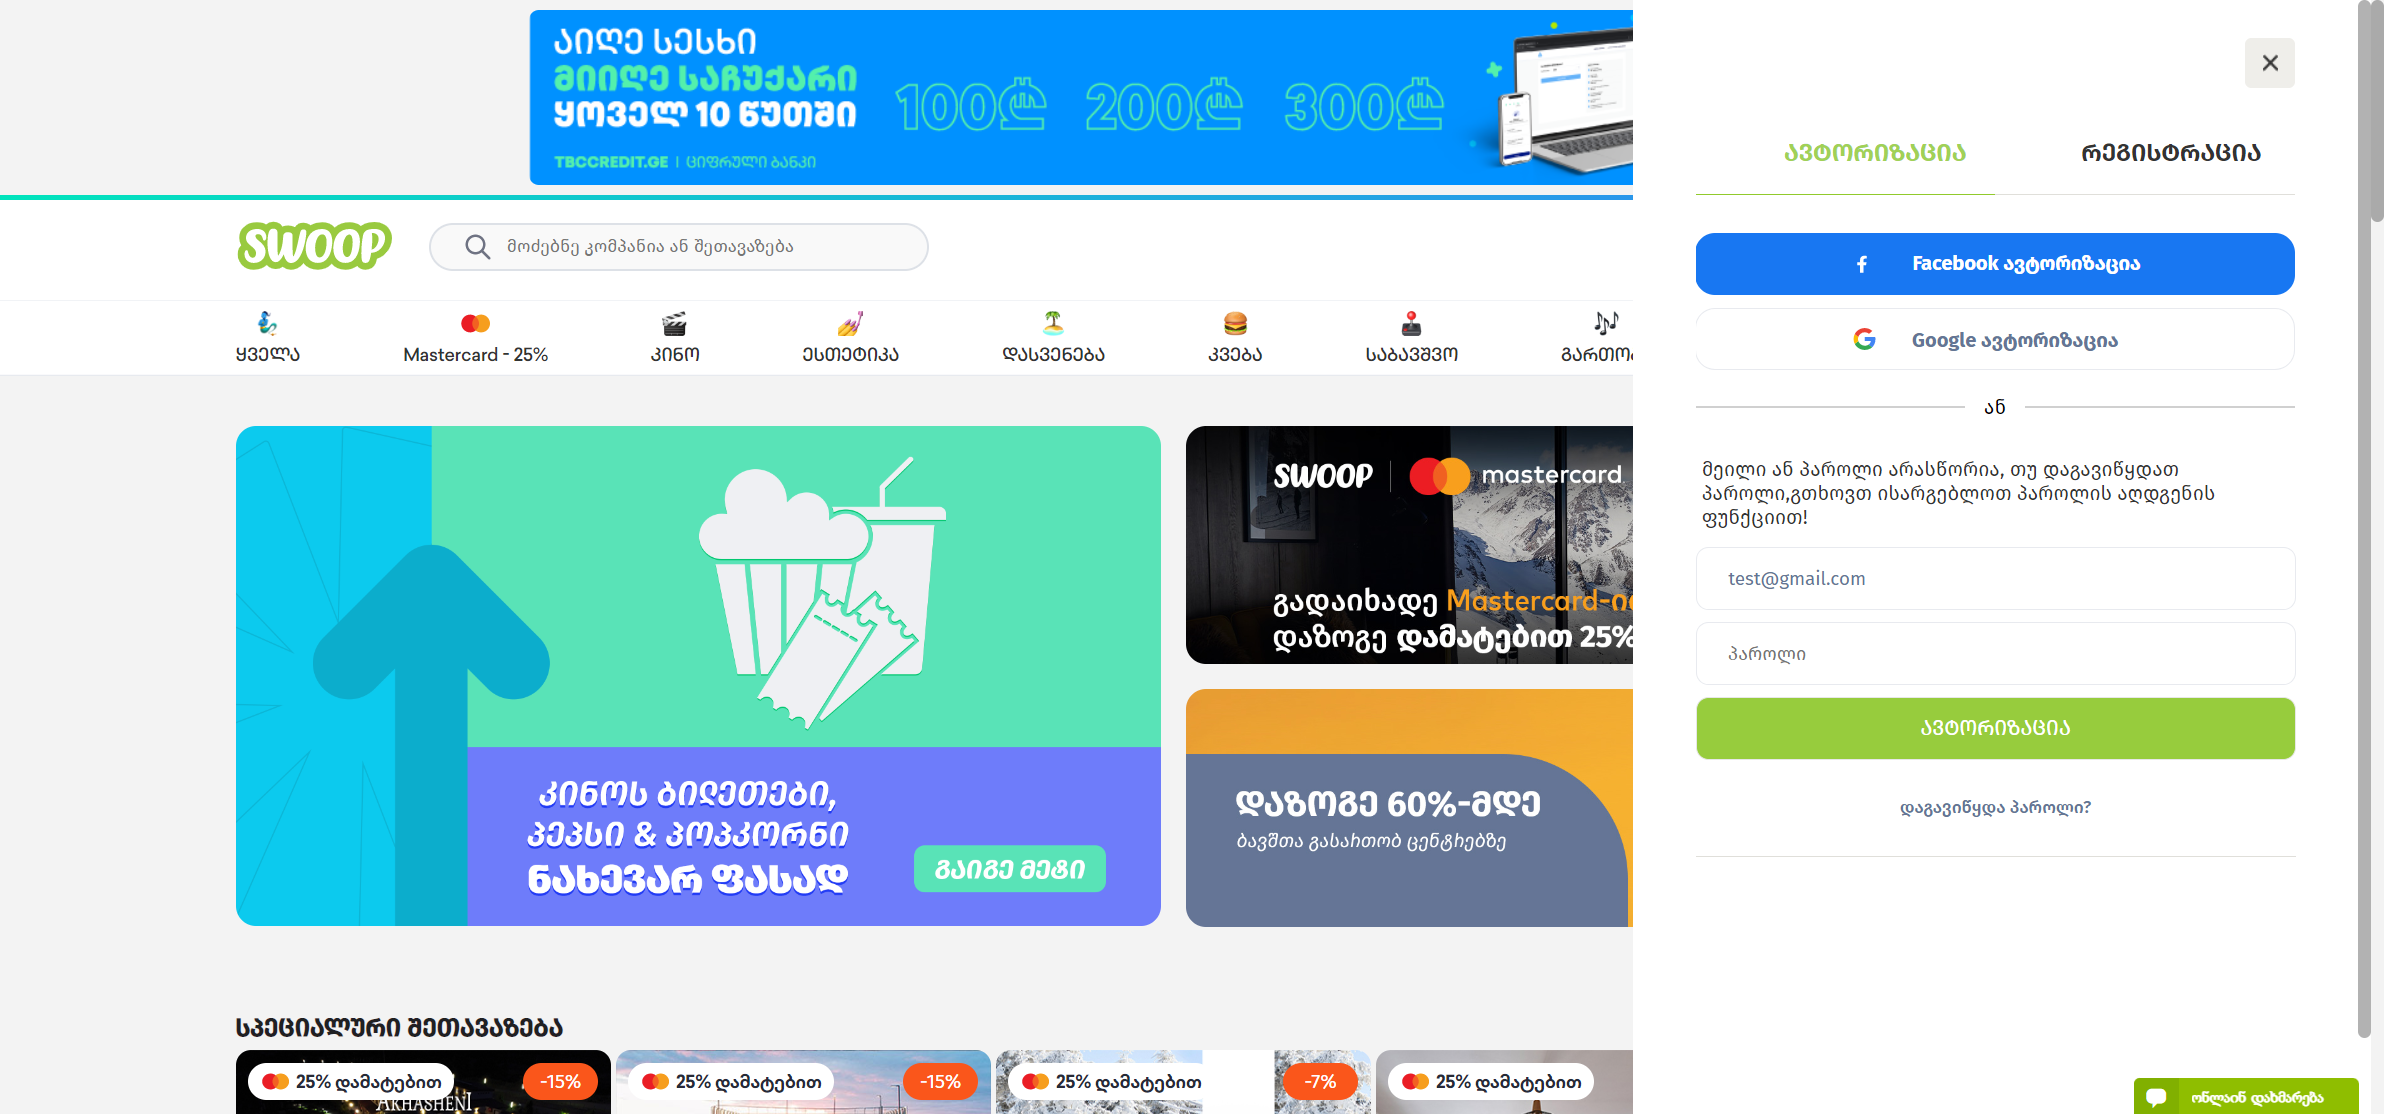 აიღე სესხი
მიიღე საჩუქარი
ყოველ 10 წუთში
100₾ 200₾ 300₾
TBCCREDIT.GE | ციფრული ბანკი
SWOOP
მოძებნე კომპანია ან შეთავაზება
ყველა
Mastercard - 25%
კინო
ესთეტიკა
დასვენება
კვება
საბავშვო
კინოს ბილეთები,
პეპსი & პოპკორნი
ნახევარ ფასად
გაიგე მეტი
SWOOP | mastercard
გადაიხადე Mastercard-ი
დაზოგე დამატებით 25%
დაზოგე 60%-მდე
ბავშთა გასართობ ცენტრებზე
სპეციალური შეთავაზება
25% დამატებით -15%
AKHASHENI
25% დამატებით -15%
25% დამატებით -7%
25% დამატებით
ავტორიზაცია
რეგისტრაცია
Facebook ავტორიზაცია
Google ავტორიზაცია
ან
მეილი ან პაროლი არასწორია, თუ დაგავიწყდათ
პაროლი,გთხოვთ ისარგებლოთ პაროლის აღდგენის
ფუნქციით!
test@gmail.com
პაროლი
ავტორიზაცია
დაგავიწყდა პაროლი?
ონლაინ დახმარება